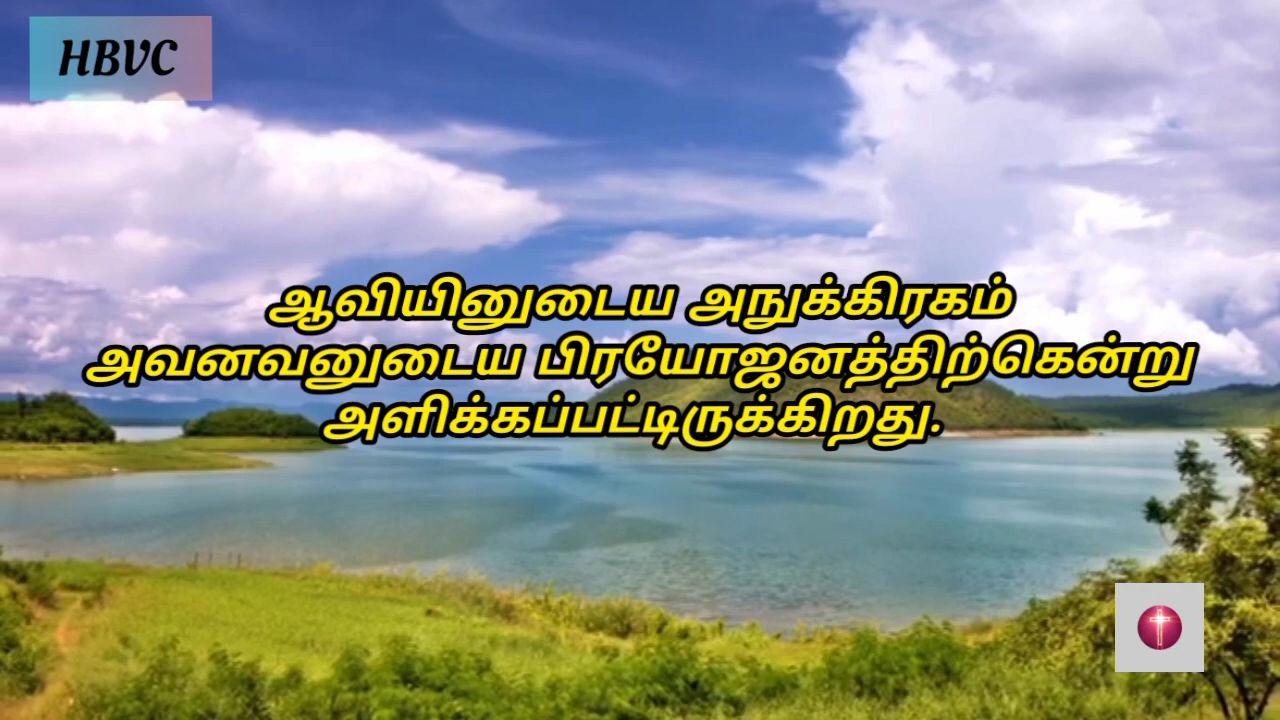 HBVC
ஆவியினுடைய அநுக்கிரகம்
அவனவனுடைய பிரயோஜனத்திற்கென்று
அளிக்கப்பட்டிருக்கிறது.